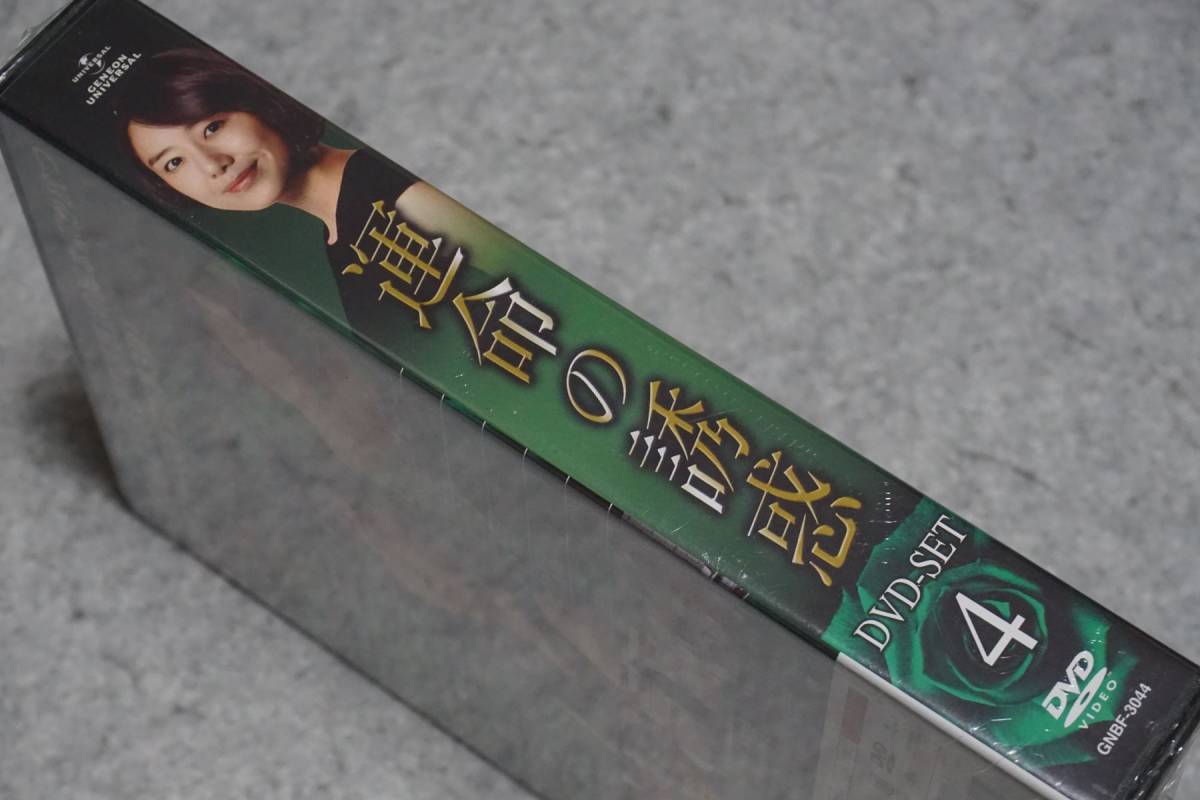 UNIVERSAL
GENEON
UNIVERSAL
運命の誘惑
DVD-SET
4
DVD
VIDEO
GNBF-3044